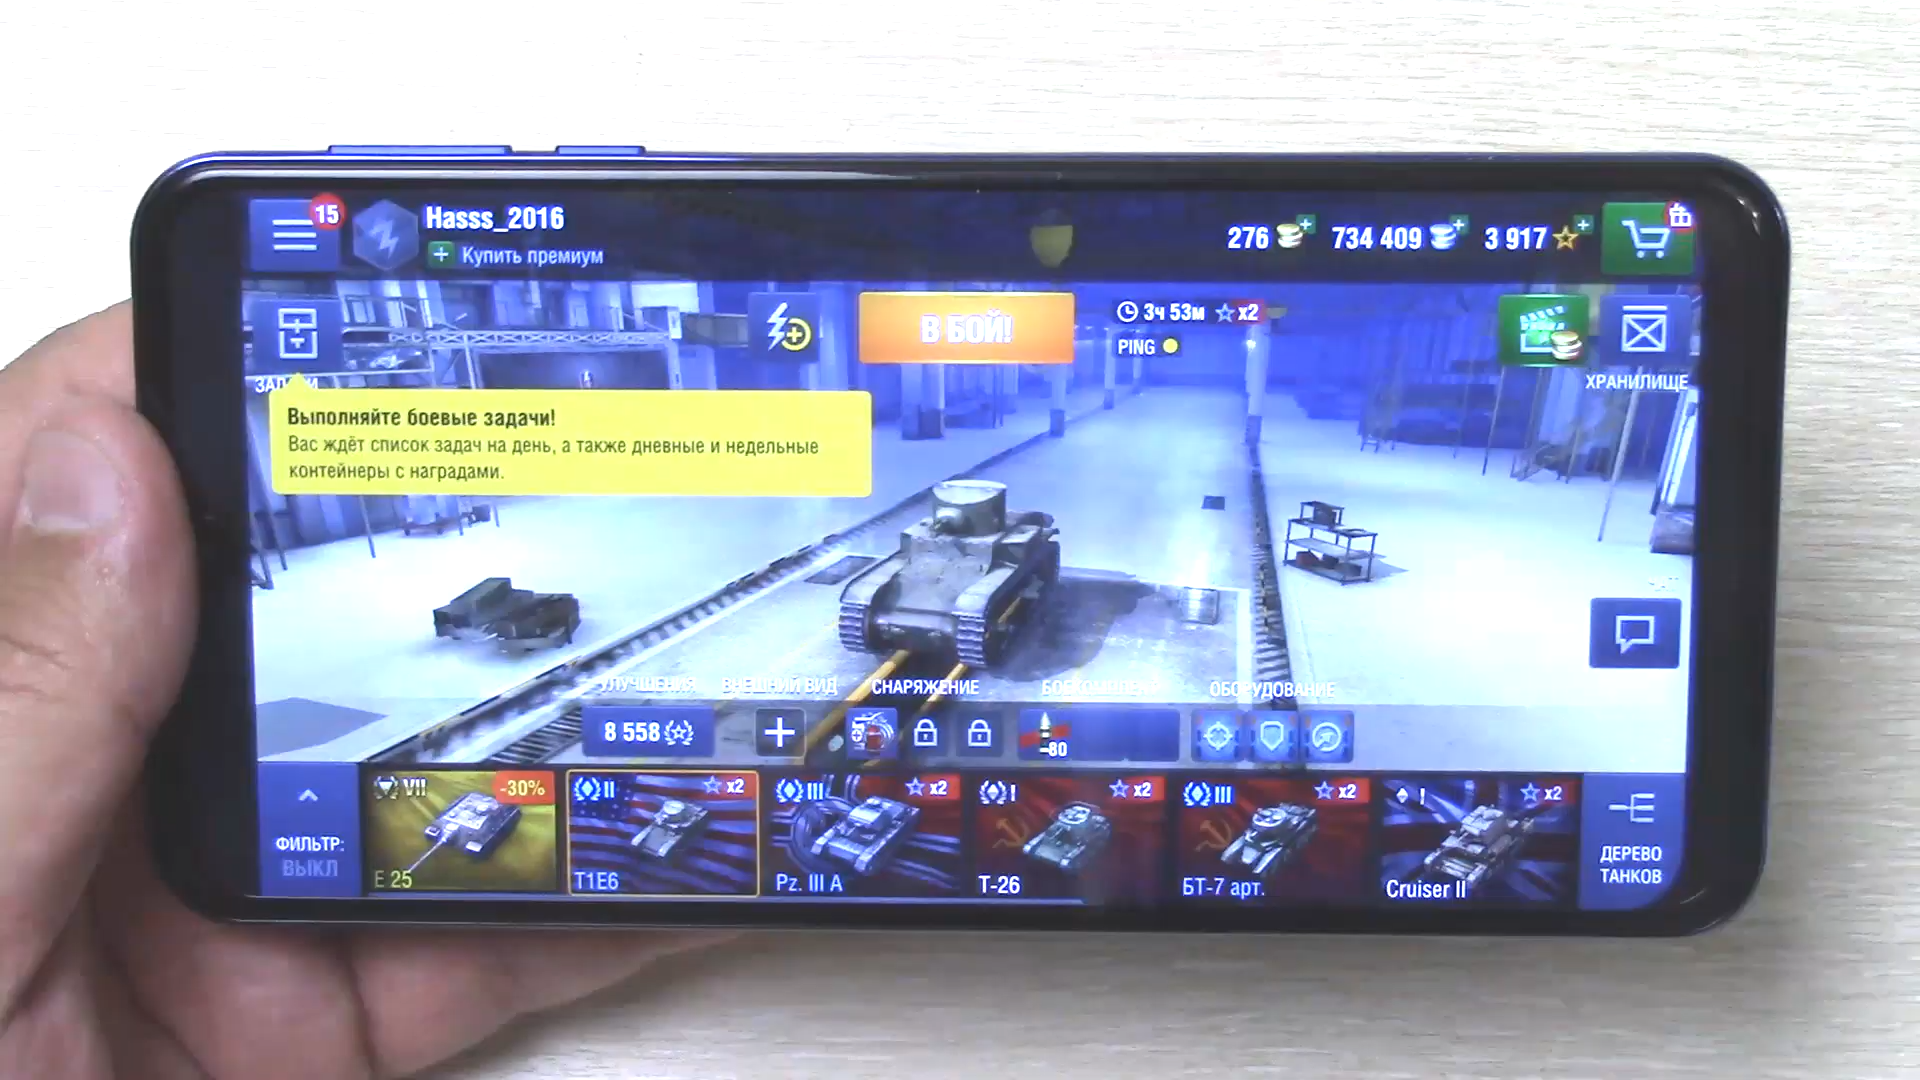 15
Hasss_2016
Купить премиум
276
734 409
3 917
В БОЙ!
3ч 53м
x2
PING
ХРАНИЛИЩЕ
Выполняйте боевые задачи!
Вас ждёт список задач на день, а также дневные и недельные
контейнеры с наградами.
УЛУЧШЕНИЯ
ВНЕШНИЙ ВИД
СНАРЯЖЕНИЕ
БОЕКОМПЛЕКТ
ОБОРУДОВАНИЕ
8 558
80
ФИЛЬТР:
ВЫКЛ
VII
-30%
E 25
II
x2
T1E6
III
x2
Pz. III A
I
x2
Т-26
III
x2
БТ-7 арт.
I
x2
Cruiser II
ДЕРЕВО
ТАНКОВ